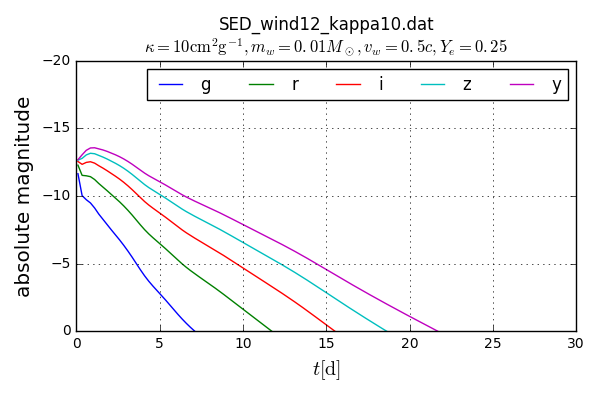 SED_wind12_kappa10.dat
κ = 10cm²g⁻¹, m_w = 0.01M_⊙, v_w = 0.5c, Y_e = 0.25
g r i z y
−20
−15
−10
−5
0
absolute magnitude
0 5 10 15 20 25 30
t[d]